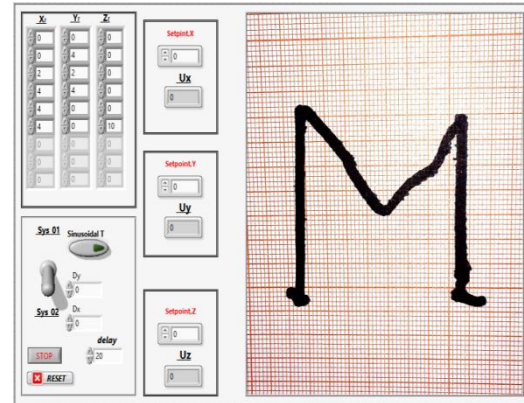 X Y Z
0 0 0
0 4 0
2 2 0
4 4 0
4 0 0
4 0 10
0 0 0
0 0 0
0 0 0
Setpoint.X
0
Ux
0
Setpoint.Y
0
Uy
0
Setpoint.Z
0
Uz
0
Sys 01
Sinusoidal T
Dy
0
Sys 02
Dx
0
delay
STOP
20
RESET
M